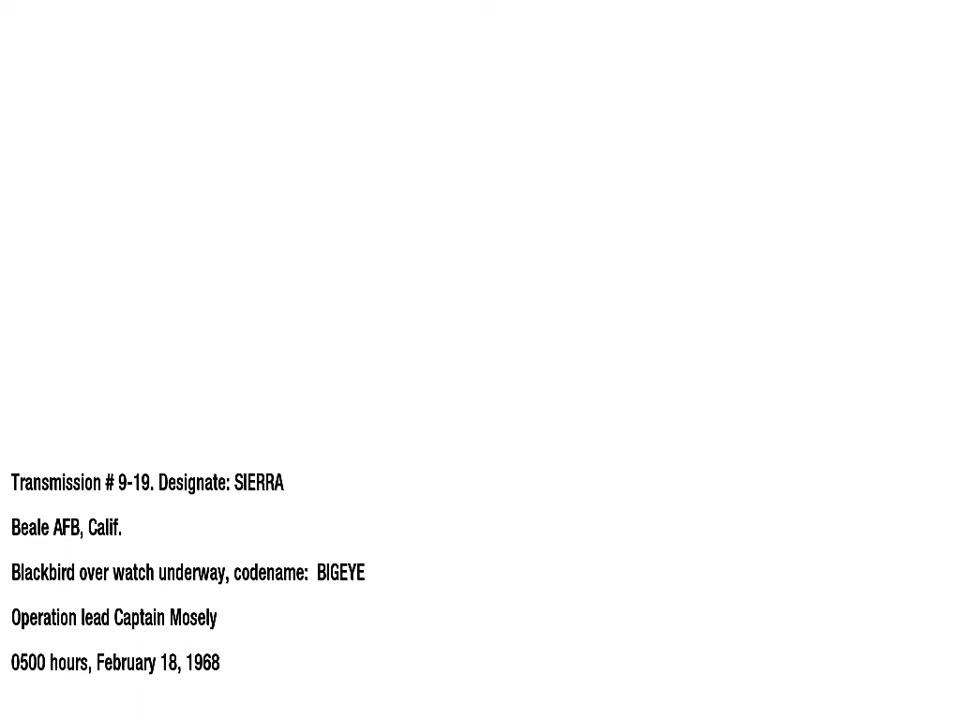 Transmission # 9-19. Designate: SIERRA
Beale AFB, Calif.
Blackbird over watch underway, codename:  BIGEYE
Operation lead Captain Mosely
0500 hours, February 18, 1968